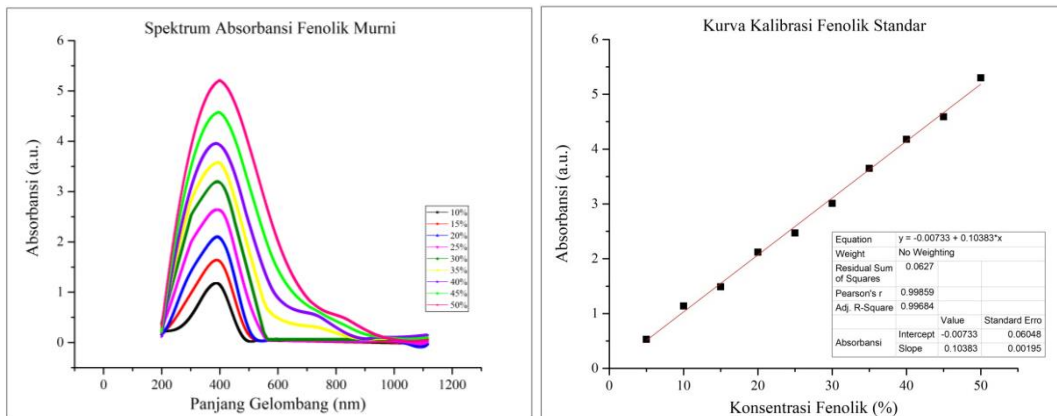 Spektrum Absorbansi Fenolik Murni
Absorbansi (a.u.)
6
5
4
3
2
1
0
0 200 400 600 800 1000 1200
Panjang Gelombang (nm)
10%
15%
20%
25%
30%
35%
40%
45%
50%
Kurva Kalibrasi Fenolik Standar
Absorbansi (a.u.)
6
5
4
3
2
1
0
0 10 20 30 40 50
Konsentrasi Fenolik (%)
Equation y = -0.00733 + 0.10383*x
Weight No Weighting
Residual Sum of Squares 0.0627
Pearson's r 0.99859
Adj. R-Square 0.99684
Value Standard Erro
Absorbansi Intercept -0.00733 0.06048
Slope 0.10383 0.00195